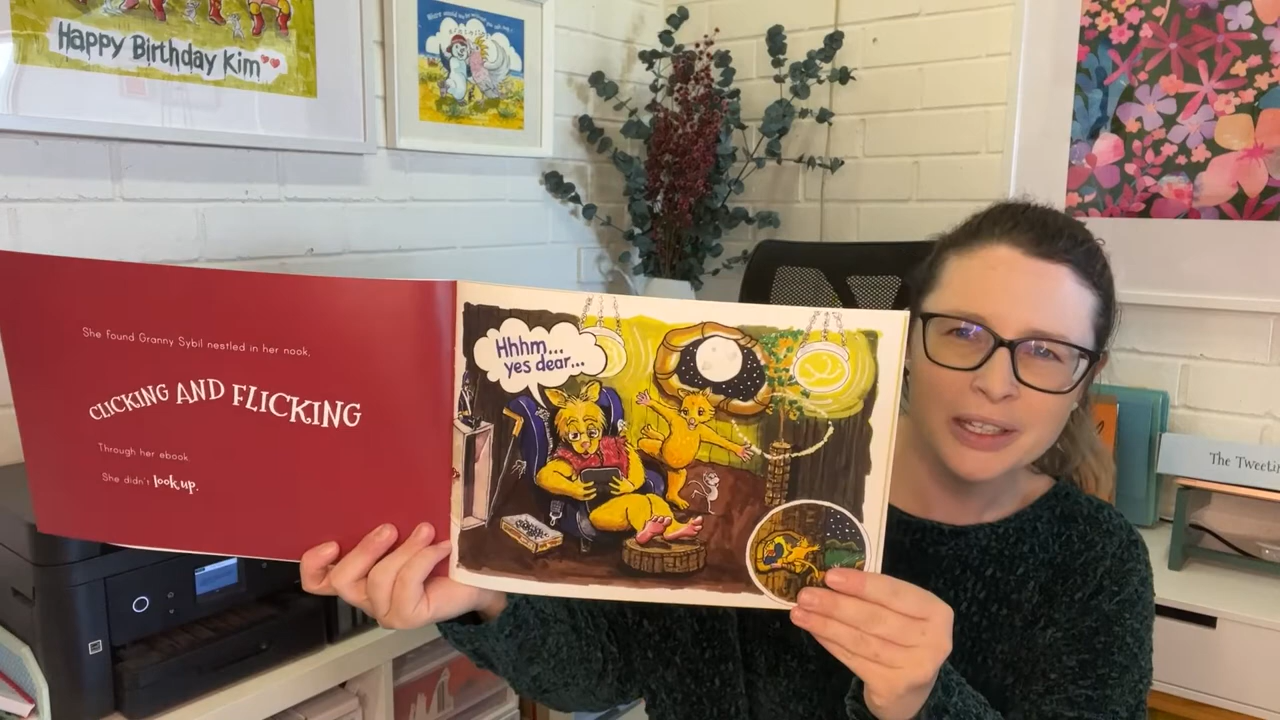 Happy Birthday Kim
She found Granny Sybil nestled in her nook,
CLICKING AND FLICKING
Through her ebook.
She didn't look up.
Hhhm...
yes dear...
The Tweeti